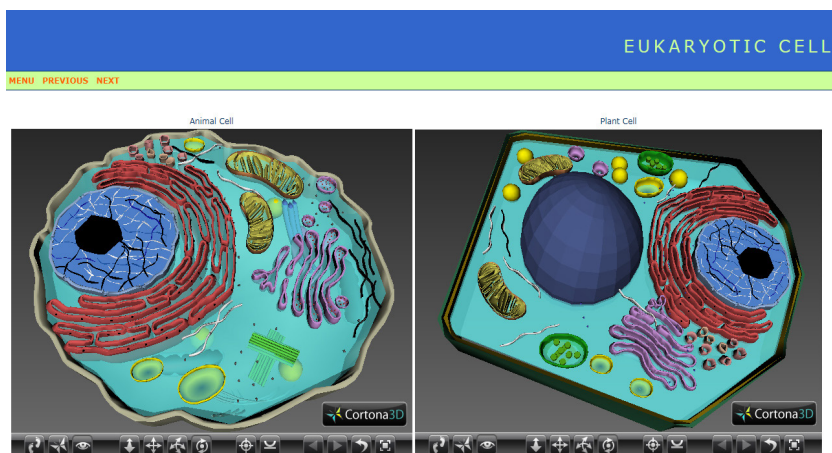 EUKARYOTIC CELL
MENU PREVIOUS NEXT
Animal Cell
Plant Cell
Cortona3D
Cortona3D